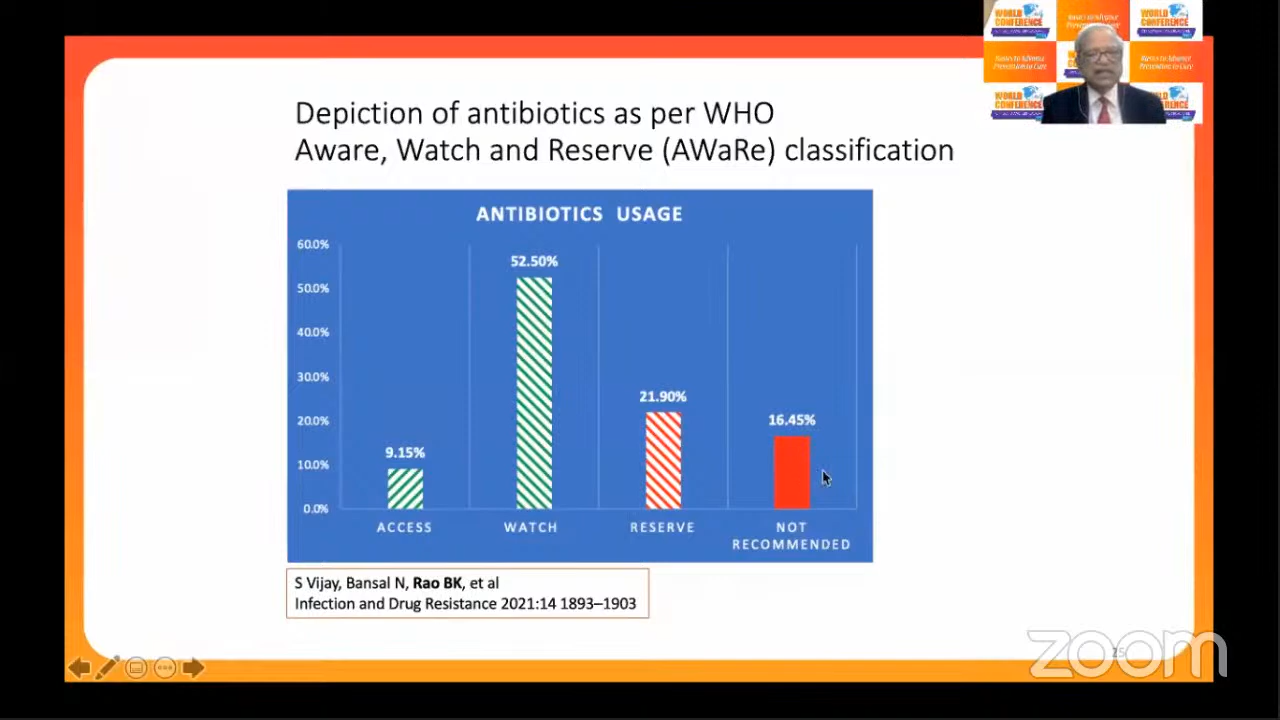 WORLD
CONFERENCE
WORLD
CONFERENCE
Depiction of antibiotics as per WHO
Aware, Watch and Reserve (AWaRe) classification
ANTIBIOTICS USAGE
60.0%
50.0%
40.0%
30.0%
20.0%
10.0%
0.0%
9.15%
52.50%
21.90%
16.45%
ACCESS
WATCH
RESERVE
NOT
RECOMMENDED
S Vijay, Bansal N, Rao BK, et al
Infection and Drug Resistance 2021:14 1893–1903
zoom
25